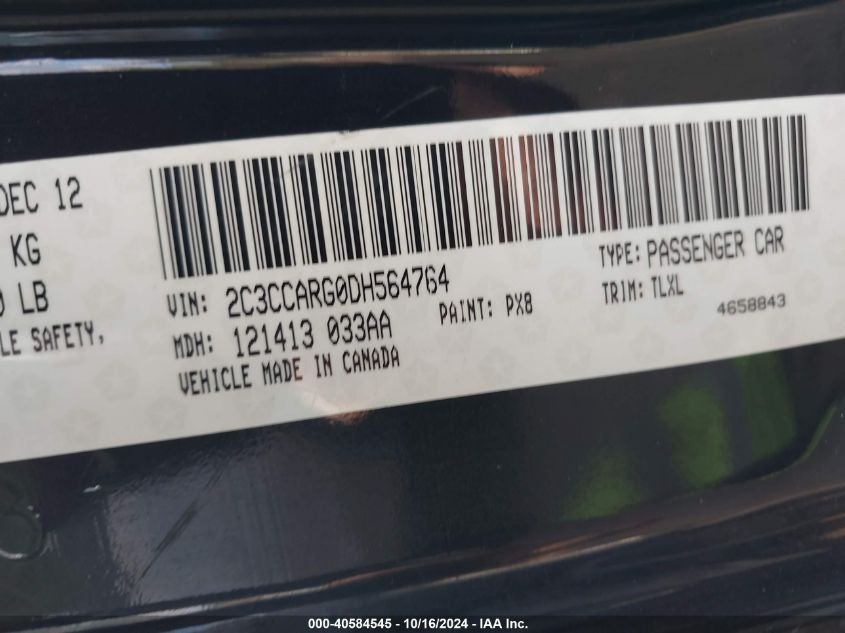 DEC 12
KG
0 LB
LE SAFETY,
VIN: 2C3CCARG0DH564764
MDH: 121413 033AA
VEHICLE MADE IN CANADA
PAINT: PX8
TYPE: PASSENGER CAR
TRIM: TLXL
4658843
000-40584545 - 10/16/2024 - IAA Inc.